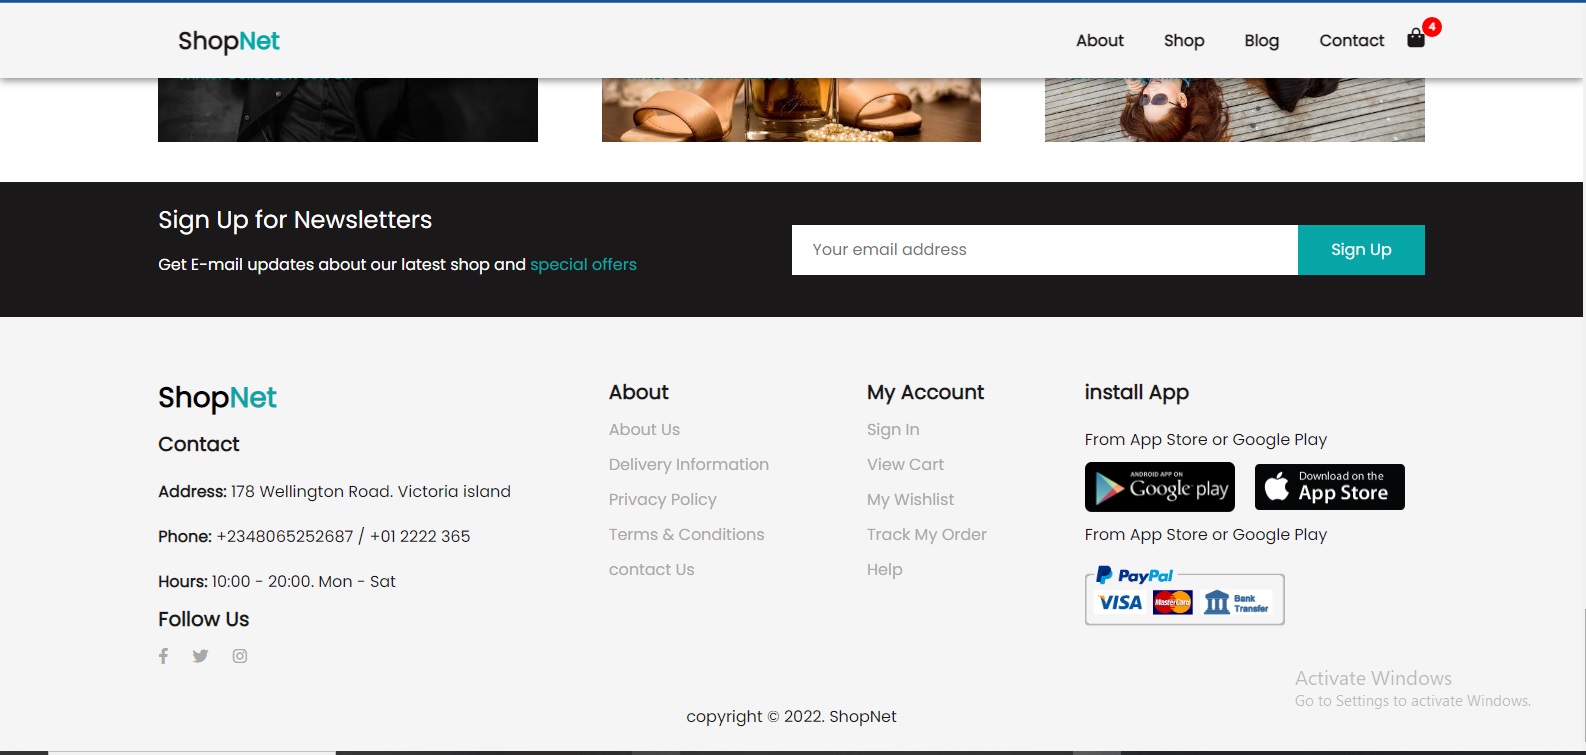 ShopNet
About
Shop
Blog
Contact
4
Sign Up for Newsletters
Get E-mail updates about our latest shop and special offers
Your email address
Sign Up
ShopNet
Contact
Address: 178 Wellington Road. Victoria island
Phone: +2348065252687 / +01 2222 365
Hours: 10:00 - 20:00. Mon - Sat
Follow Us
About
About Us
Delivery Information
Privacy Policy
Terms & Conditions
contact Us
My Account
Sign In
View Cart
My Wishlist
Track My Order
Help
install App
From App Store or Google Play
ANDROID APP ON
Google play
Download on the
App Store
From App Store or Google Play
PayPal
VISA
MasterCard
Bank
Transfer
Activate Windows
Go to Settings to activate Windows.
copyright © 2022. ShopNet